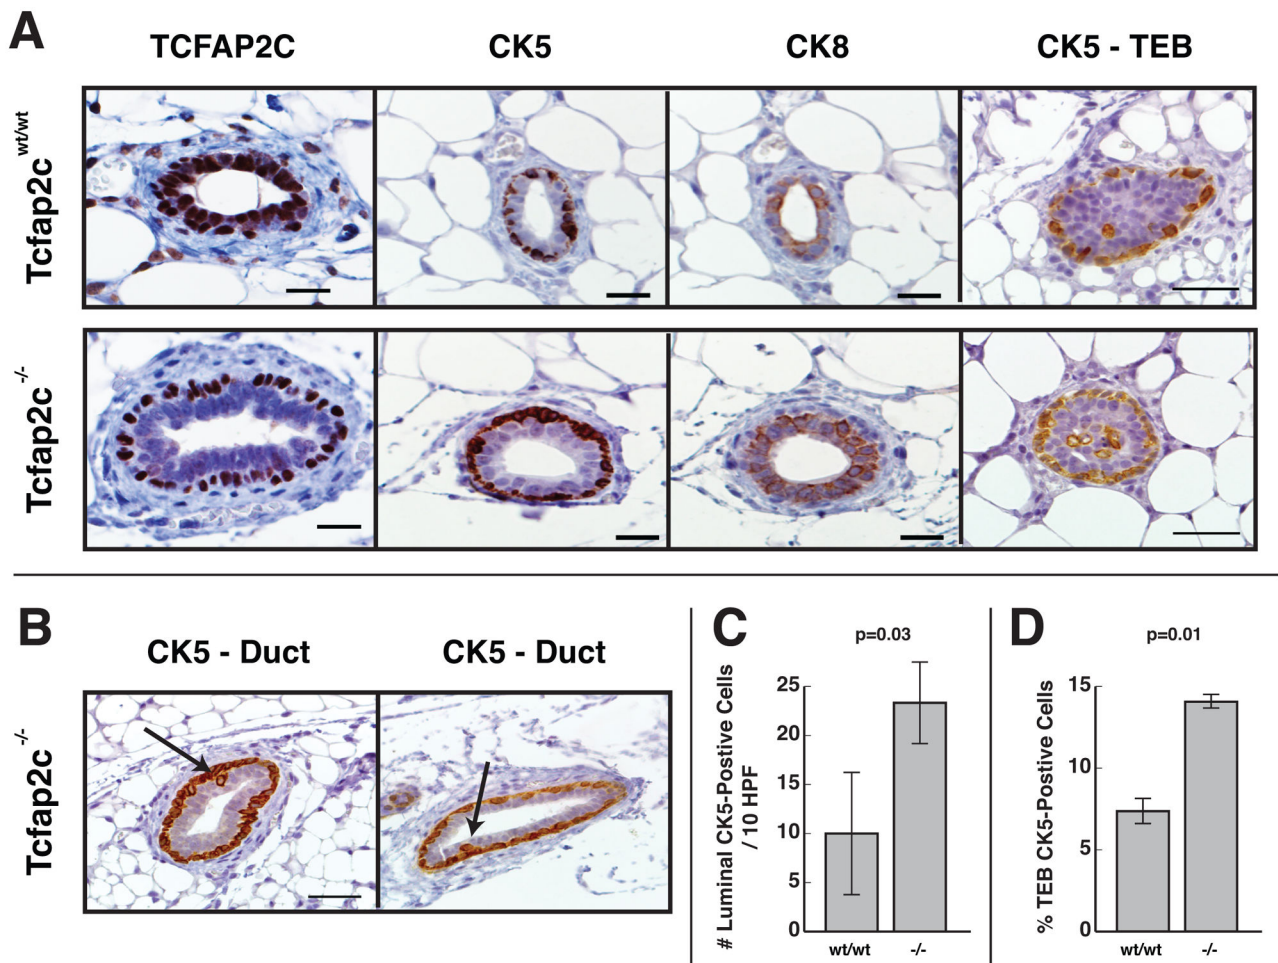 A
TCFAP2C CK5 CK8 CK5 - TEB
Tcfap2c wt/wt
Tcfap2c -/-
B
CK5 - Duct CK5 - Duct
Tcfap2c -/-
C
p=0.03
# Luminal CK5-Postive Cells
/ 10 HPF
25
20
15
10
5
0
wt/wt -/-
D
p=0.01
% TEB CK5-Postive Cells
15
10
5
0
wt/wt -/-